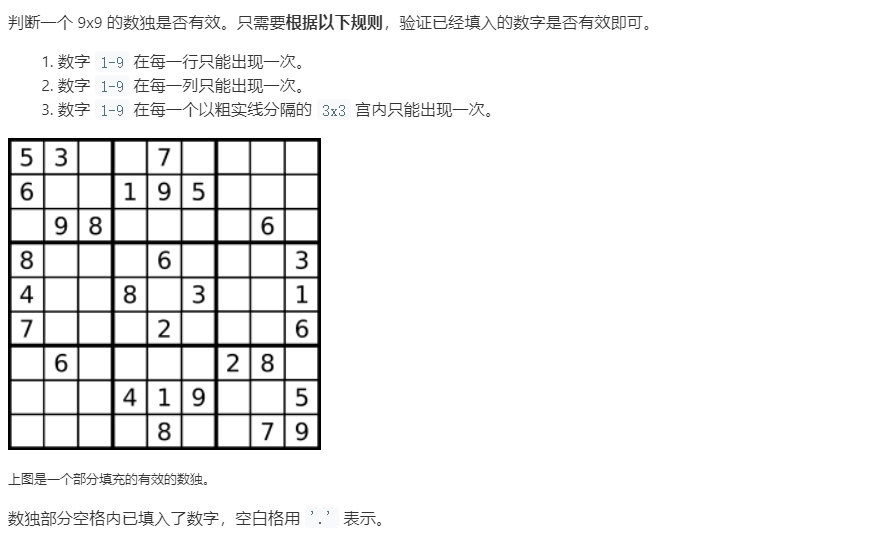 判断一个 9x9 的数独是否有效。只需要根据以下规则，验证已经填入的数字是否有效即可。
1. 数字 1-9 在每一行只能出现一次。
2. 数字 1-9 在每一列只能出现一次。
3. 数字 1-9 在每一个以粗实线分隔的 3x3 宫内只能出现一次。
5 3 7
6 1 9 5
9 8 6
8 6 3
4 8 3 1
7 2 6
6 2 8
4 1 9 5
8 7 9
上图是一个部分填充的有效的数独。
数独部分空格内已填入了数字，空白格用 '.' 表示。